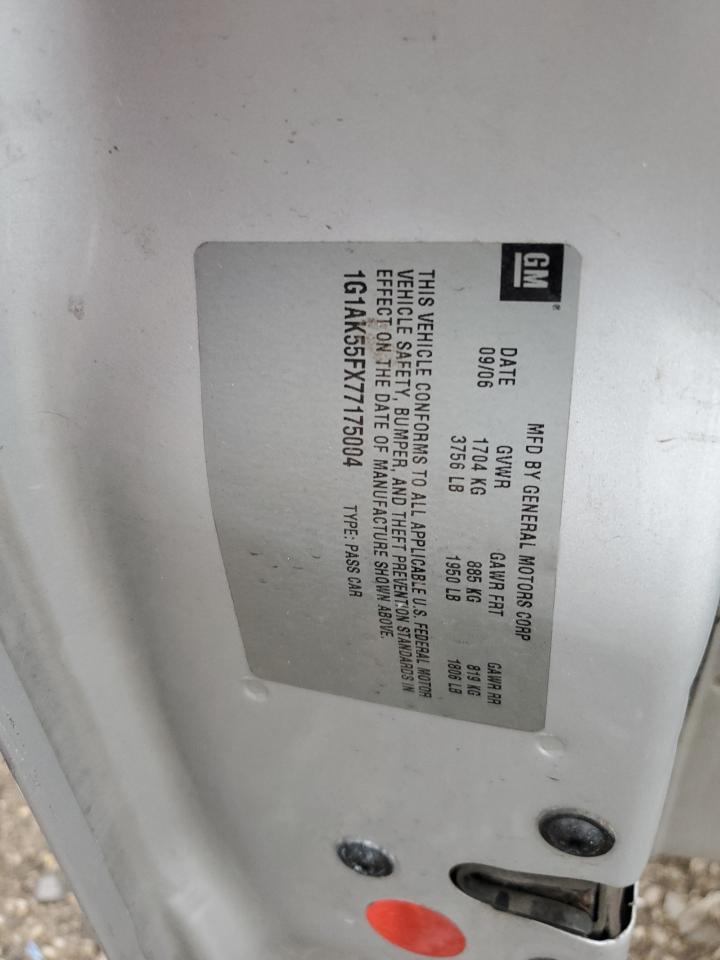 GM®
MFD BY GENERAL MOTORS CORP
DATE GVWR GAWR FRT GAWR RR
09/06 1704 KG 885 KG 819 KG
3756 LB 1950 LB 1806 LB
THIS VEHICLE CONFORMS TO ALL APPLICABLE U.S. FEDERAL MOTOR
VEHICLE SAFETY, BUMPER, AND THEFT PREVENTION STANDARDS IN
EFFECT ON THE DATE OF MANUFACTURE SHOWN ABOVE.
1G1AK55FX77175004 TYPE: PASS CAR